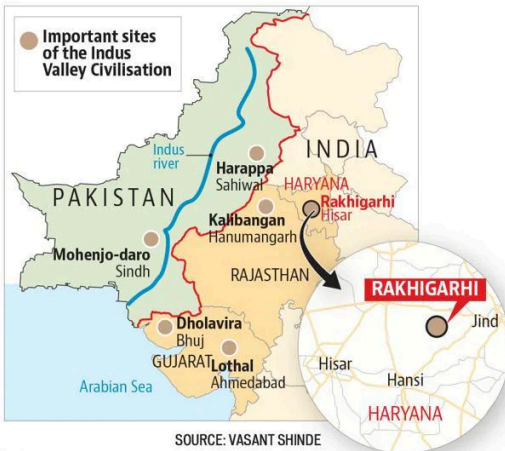 Important sites
of the Indus
Valley Civilisation
Indus
river
INDIA
Harappa
Sahiwal
HARYANA
PAKISTAN
Rakhigarhi
Hisar
Kalibangan
Hanumangarh
Mohenjo-daro
Sindh
RAJASTHAN
RAKHIGARHI
Dholavira
Bhuj
Jind
GUJARAT
Lothal
Ahmedabad
Hisar
Hansi
Arabian Sea
HARYANA
SOURCE: VASANT SHINDE